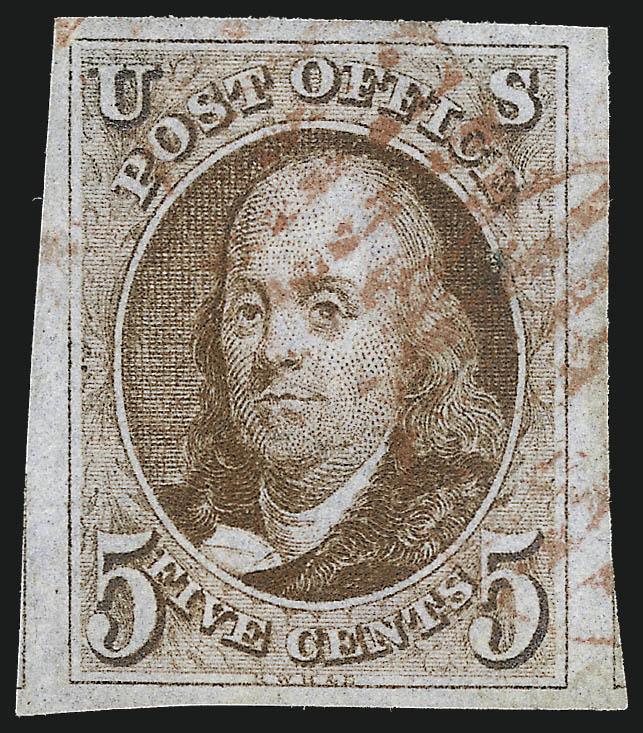 U S
POST OFFICE
5 FIVE CENTS 5
R.W.H.&E.